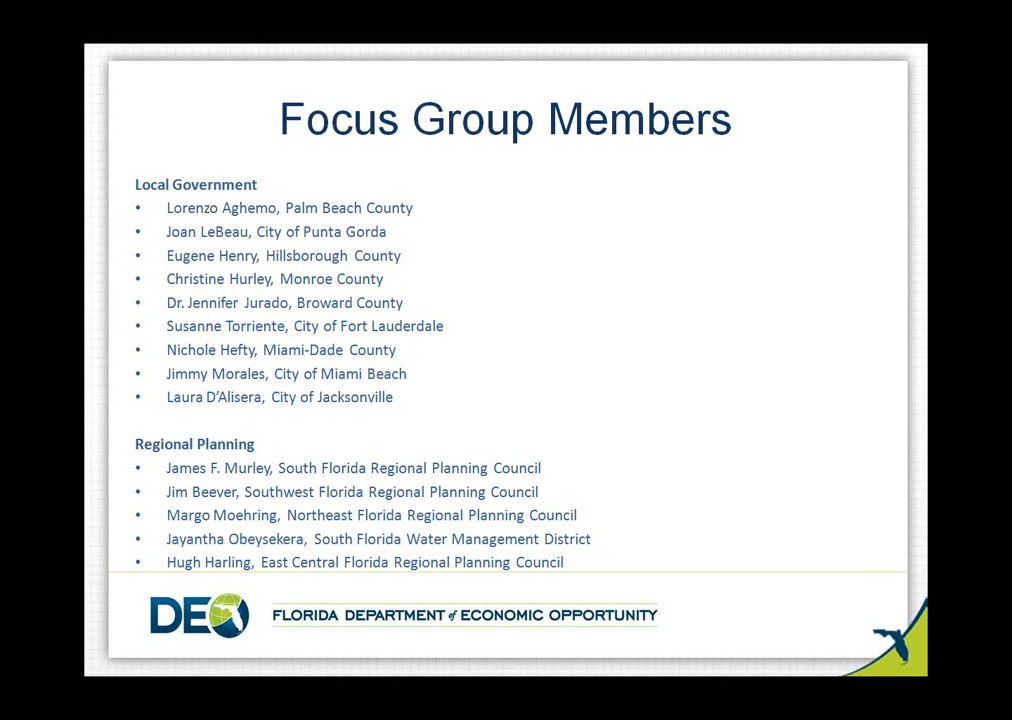 Focus Group Members
Local Government
• Lorenzo Aghemo, Palm Beach County
• Joan LeBeau, City of Punta Gorda
• Eugene Henry, Hillsborough County
• Christine Hurley, Monroe County
• Dr. Jennifer Jurado, Broward County
• Susanne Torriente, City of Fort Lauderdale
• Nichole Hefty, Miami-Dade County
• Jimmy Morales, City of Miami Beach
• Laura D’Alisera, City of Jacksonville
Regional Planning
• James F. Murley, South Florida Regional Planning Council
• Jim Beever, Southwest Florida Regional Planning Council
• Margo Moehring, Northeast Florida Regional Planning Council
• Jayantha Obeysekera, South Florida Water Management District
• Hugh Harling, East Central Florida Regional Planning Council
DEO
FLORIDA DEPARTMENT of ECONOMIC OPPORTUNITY